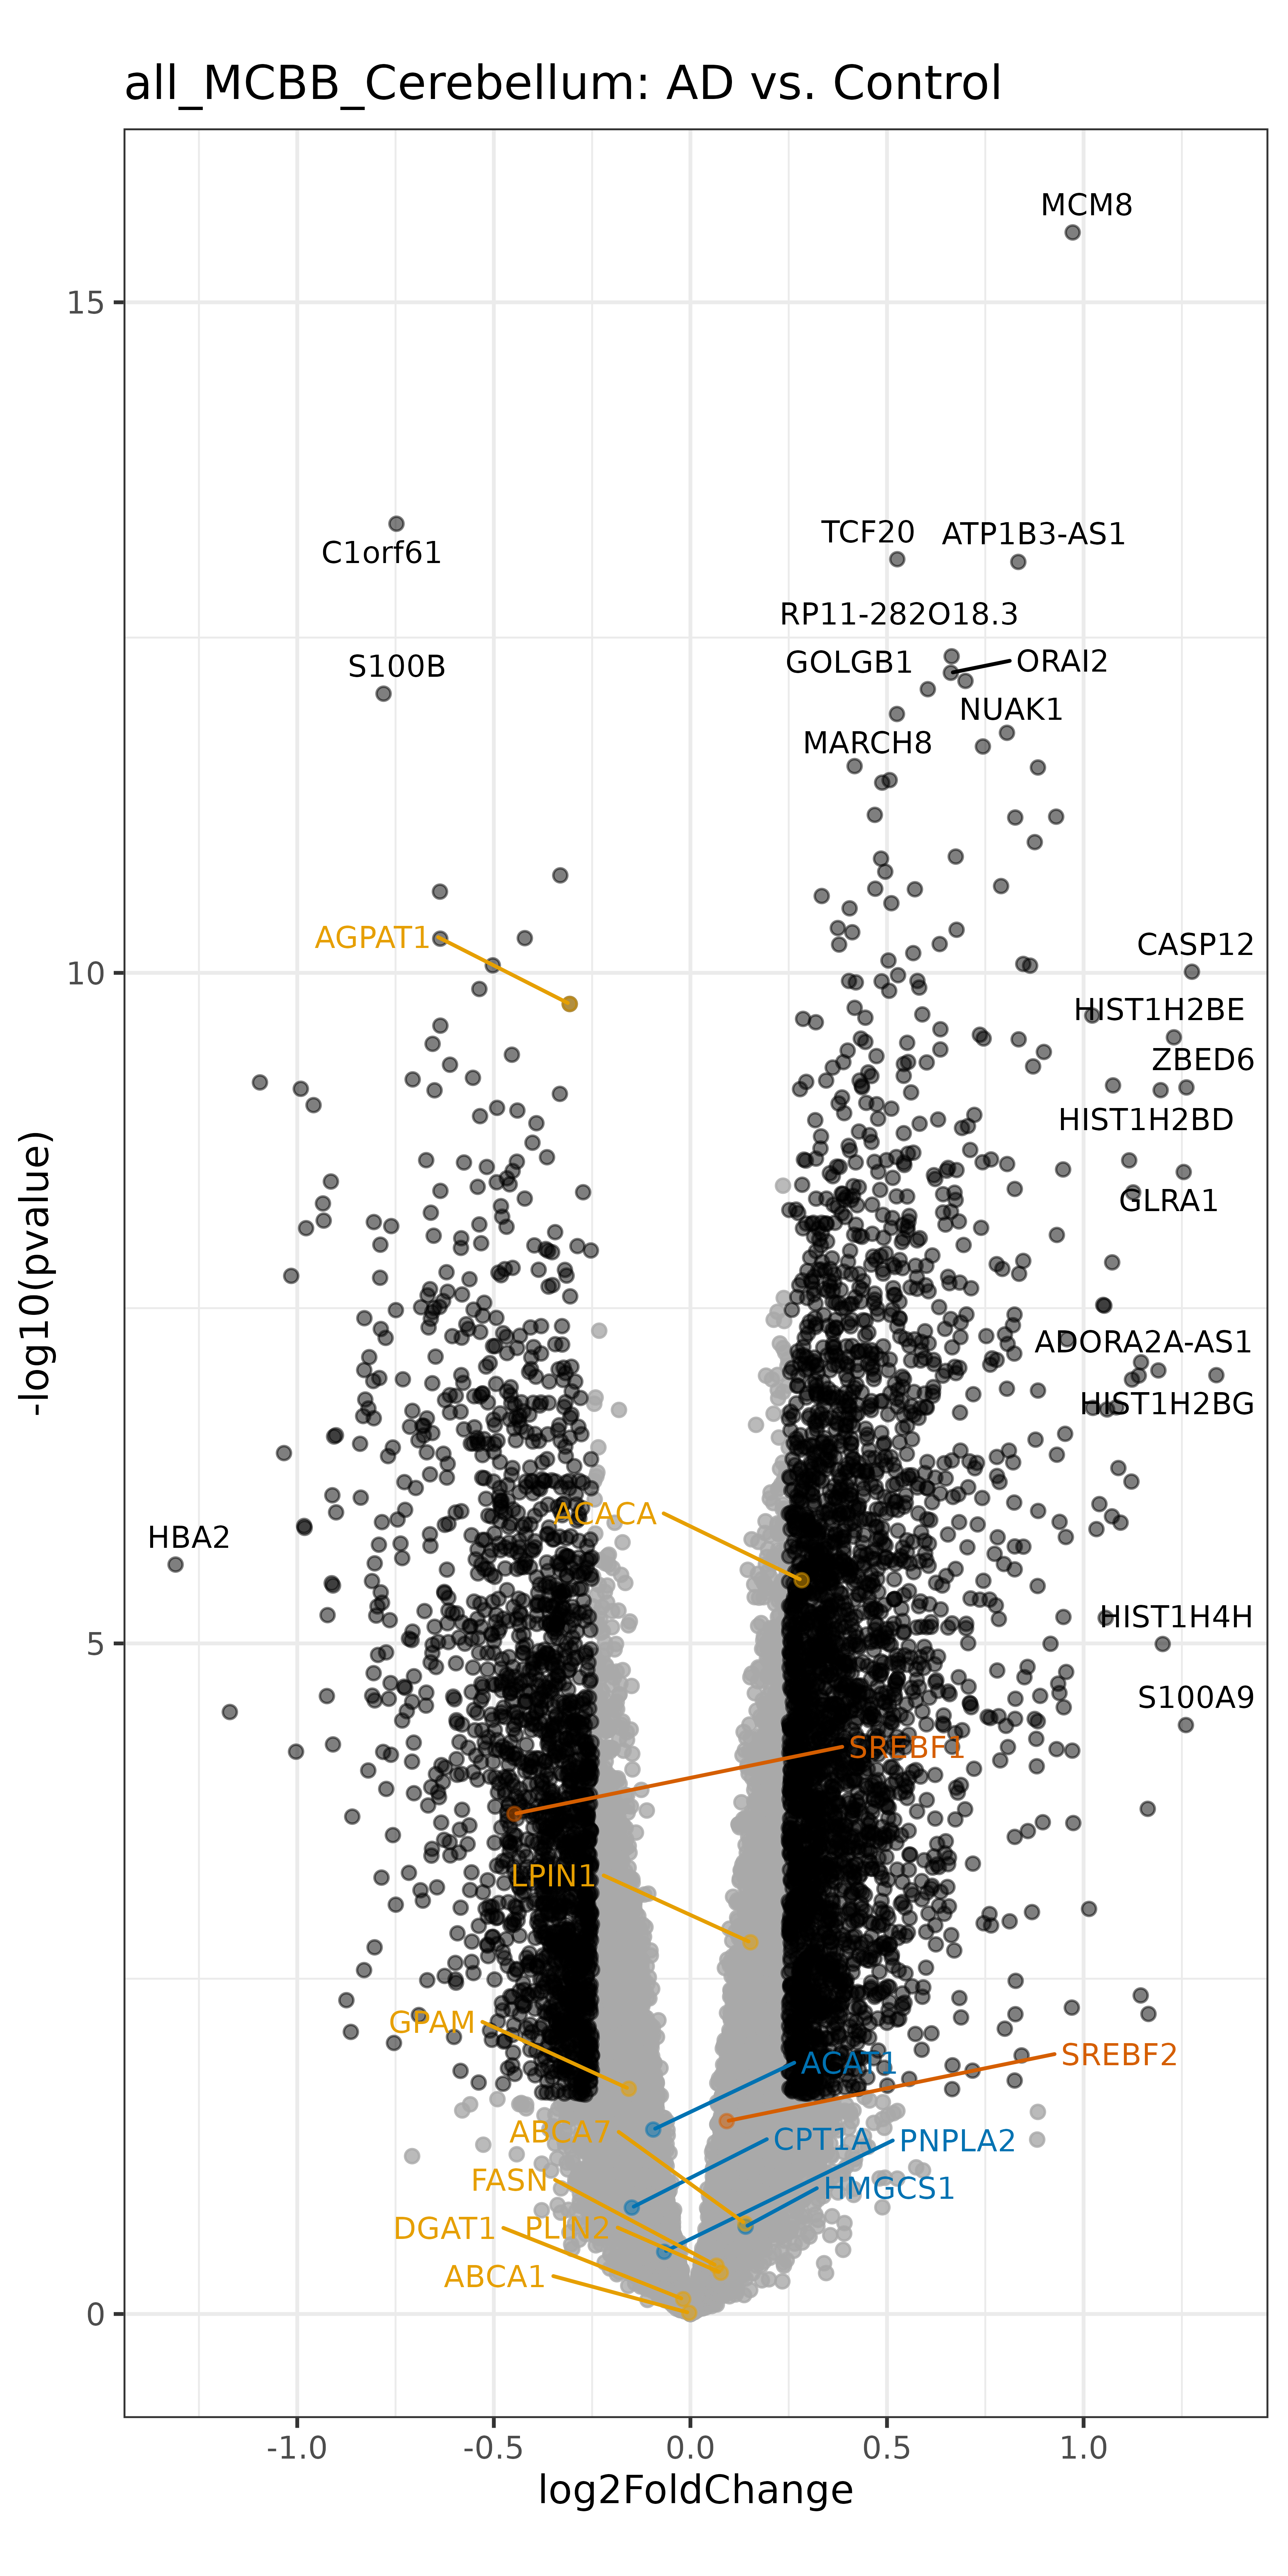 all_MCBB_Cerebellum: AD vs. Control
MCM8
15
TCF20
ATP1B3-AS1
C1orf61
RP11-282O18.3
GOLGB1
ORAI2
S100B
NUAK1
MARCH8
AGPAT1
CASP12
10
HIST1H2BE
ZBED6
HIST1H2BD
GLRA1
-log10(pvalue)
ADORA2A-AS1
HIST1H2BG
ACACA
HBA2
HIST1H4H
5
S100A9
SREBF1
LPIN1
GPAM
SREBF2
ACAT1
ABCA7
CPT1A
PNPLA2
FASN
HMGCS1
DGAT1
PLIN2
ABCA1
0
-1.0
-0.5
0.0
0.5
1.0
log2FoldChange